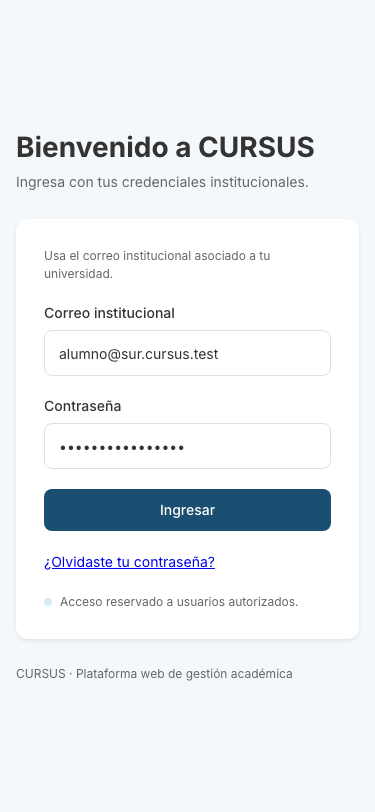 Bienvenido a CURSUS
Ingresa con tus credenciales institucionales.
Usa el correo institucional asociado a tu
universidad.
Correo institucional
alumno@sur.cursus.test
Contraseña
••••••••••••••••
Ingresar
¿Olvidaste tu contraseña?
Acceso reservado a usuarios autorizados.
CURSUS · Plataforma web de gestión académica